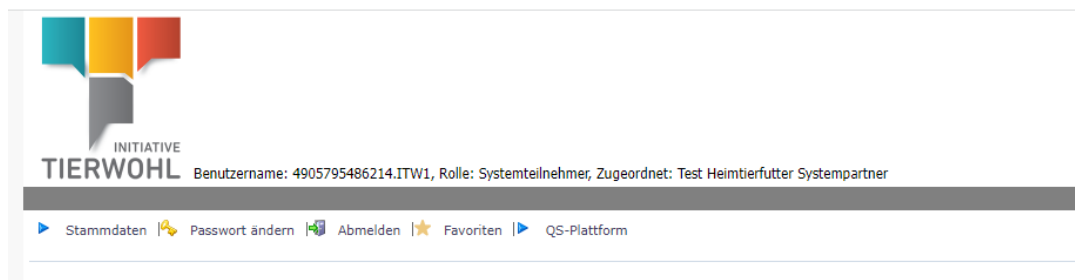 INITIATIVE
TIERWOHL Benutzername: 4905795486214.ITW1, Rolle: Systemteilnehmer, Zugeordnet: Test Heimtierfutter Systempartner
Stammdaten | Passwort ändern | Abmelden | Favoriten | QS-Plattform